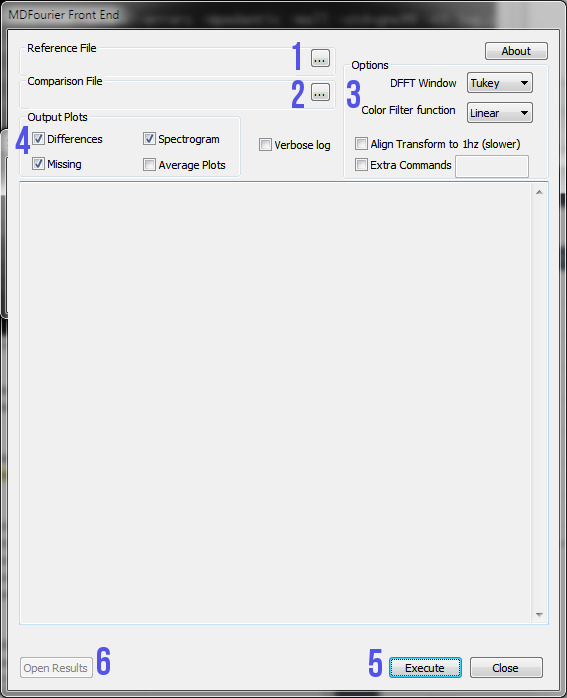 MDFourier Front End
Reference File
1 ...
About
Comparison File
2 ...
Options
3
DFFT Window Tukey
Color Filter function Linear
Output Plots
4
Differences Spectrogram
Missing Average Plots
Verbose log
Align Transform to 1hz (slower)
Extra Commands
Open Results 6
5 Execute Close